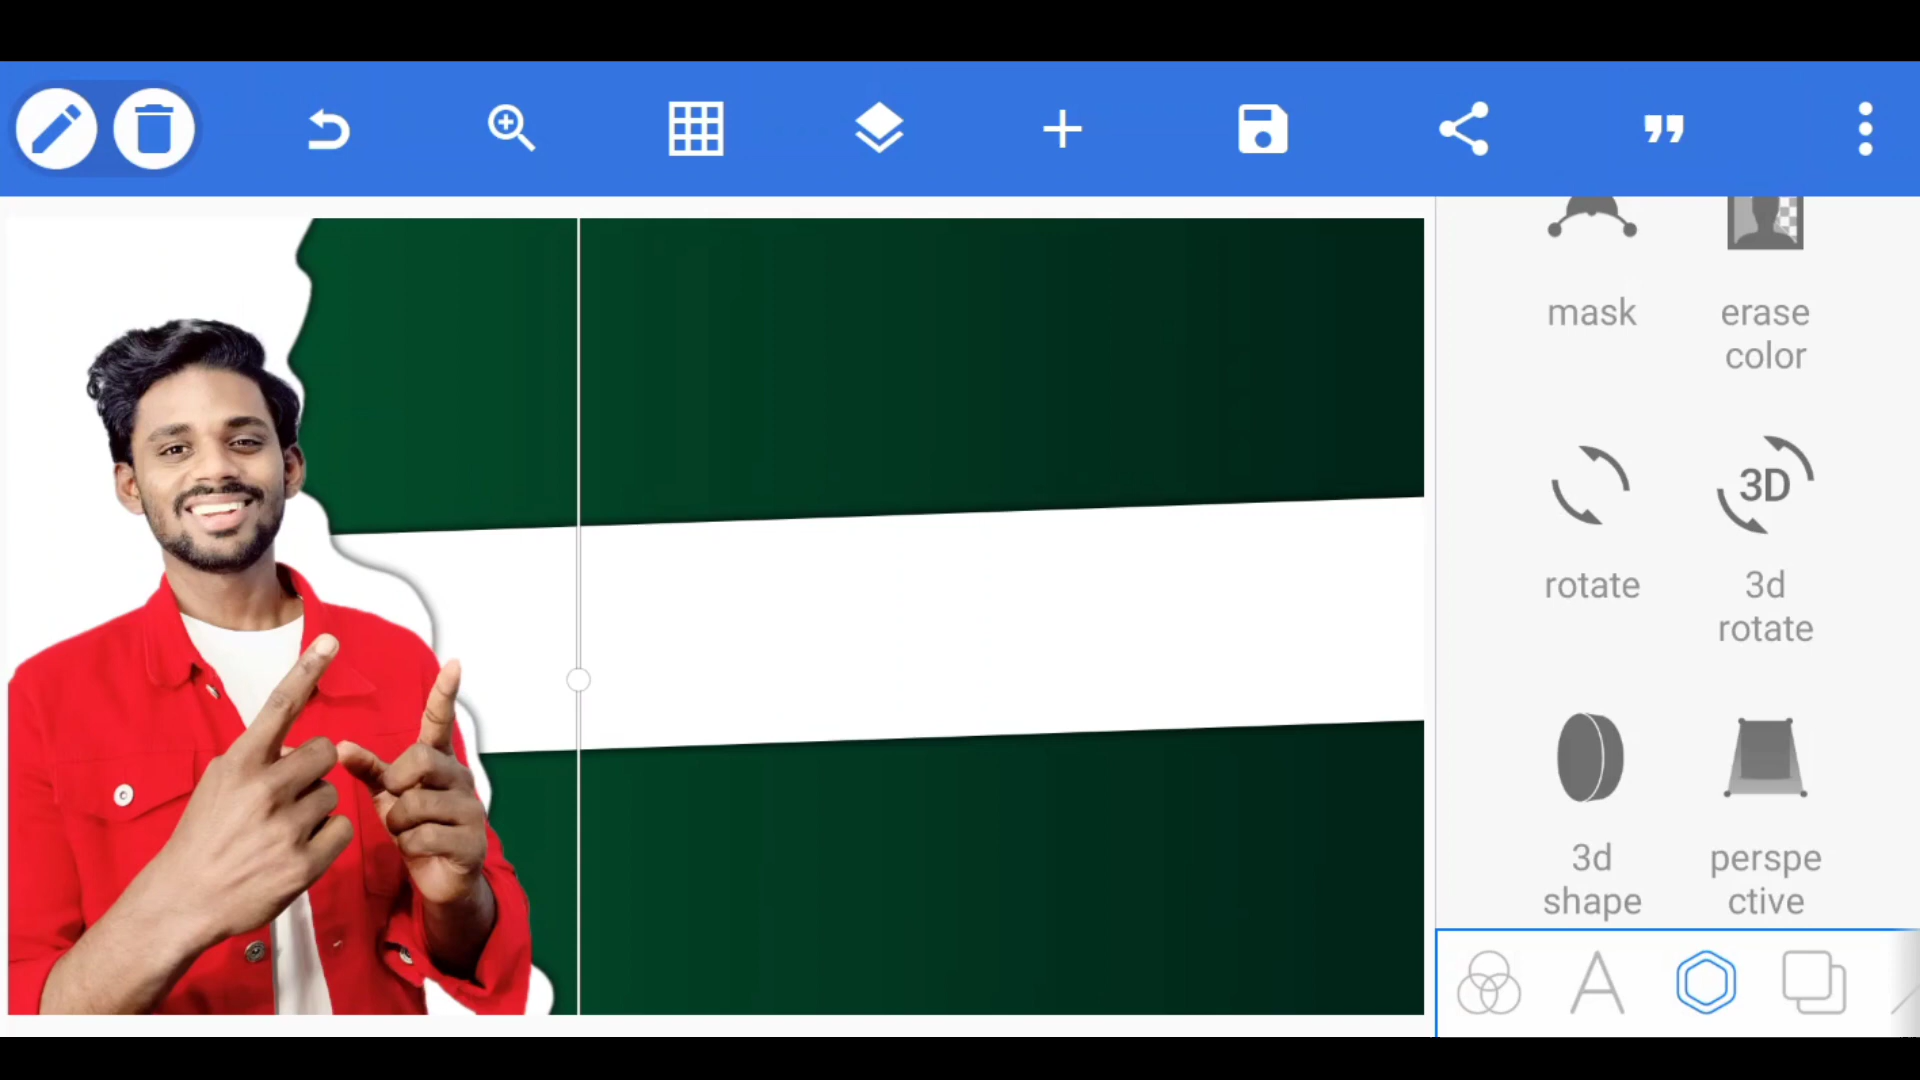 mask
erase
color
rotate
3D
3d
rotate
3d
shape
perspe
ctive
A